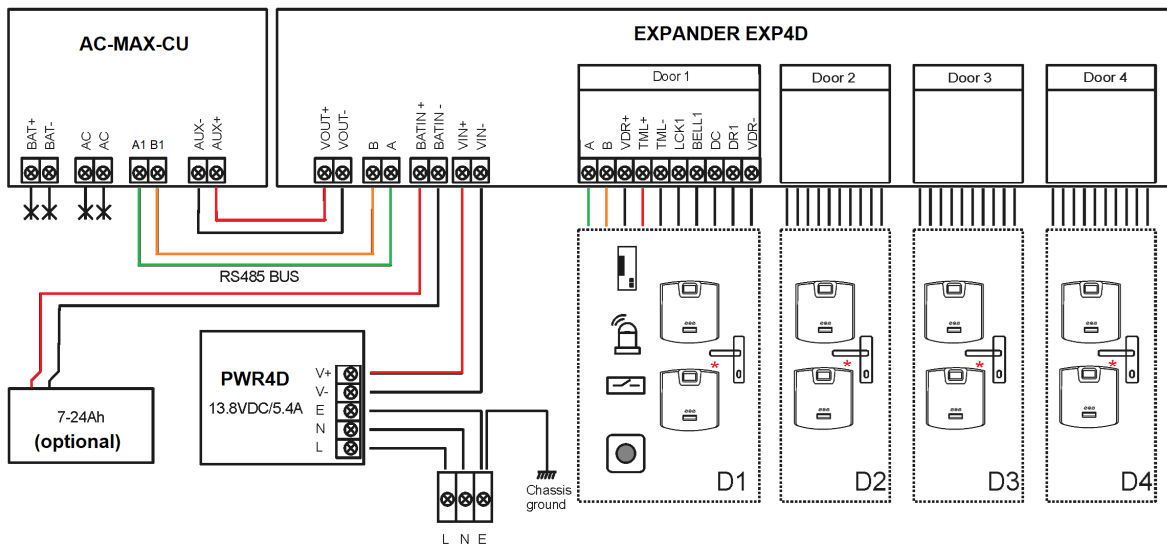 AC-MAX-CU
EXPANDER EXP4D
Door 1
Door 2
Door 3
Door 4
BAT+
BAT-
AC
AC
A1 B1
AUX-
AUX+
VOUT+
VOUT-
B
A
BATIN +
BATIN -
VIN+
VIN-
A
B
VDR+
TML+
TML-
LCK1
BELL1
DC
DR1
VDR-
RS485 BUS
PWR4D
13.8VDC/5.4A
V+
V-
E
N
L
7-24Ah
(optional)
Chassis
ground
L N E
*
*
*
*
D1
D2
D3
D4